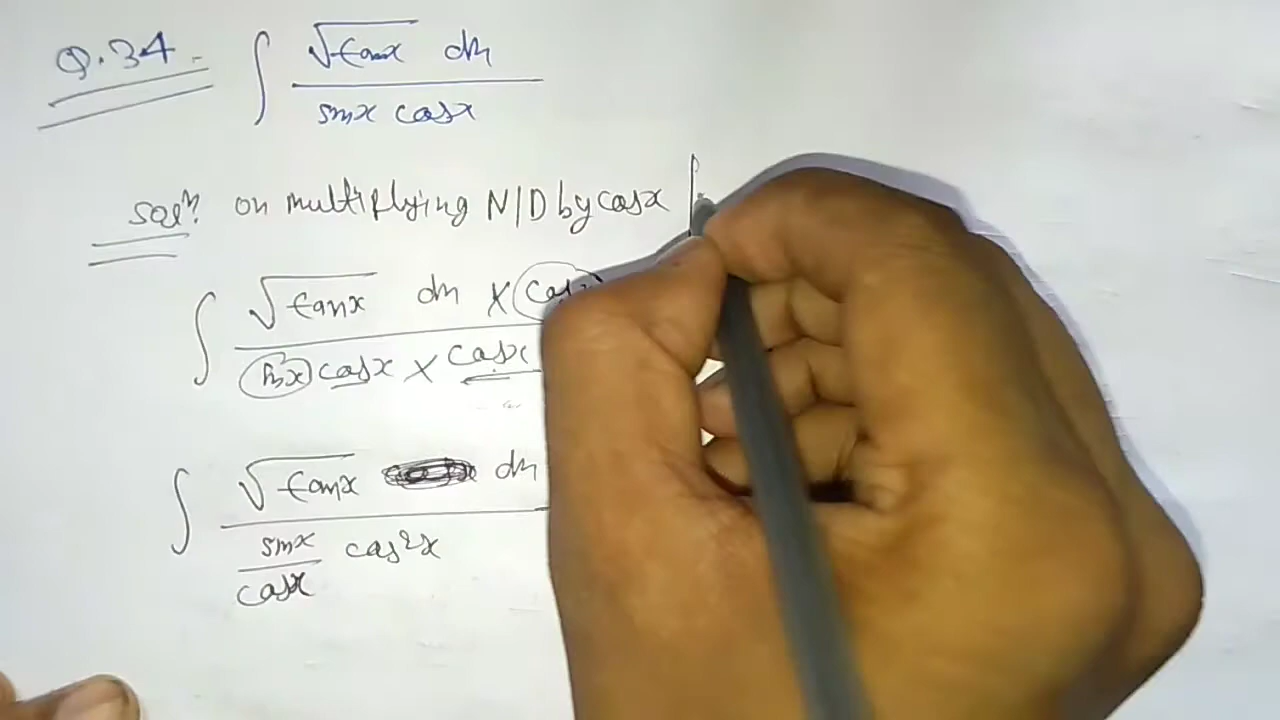 Q.34. ∫ √tanx dx / sinx cosx
Solⁿ: on multiplying N/D by cosx
∫ √tanx dx × cosx / sinx cosx × cosx
∫ √tanx dx / (sinx / cosx) cos²x